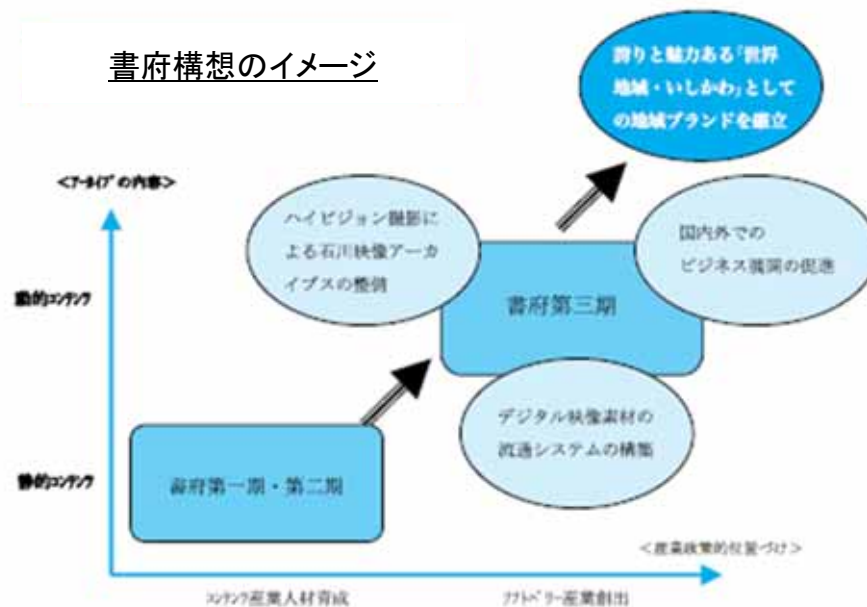 書府構想のイメージ
誇りと魅力ある「世界
地域・いしかわ」として
の地域ブランドを確立
<ｱｰｶｲﾌﾞの内容>
ハイビジョン撮影に
よる石川映像アーカ
イブスの整備
国内外での
ビジネス展開の促進
動的ｺﾝﾃﾝﾂ
書府第三期
デジタル映像素材の
流通システムの構築
静的ｺﾝﾃﾝﾂ
書府第一期・第二期
<産業政策的位置づけ>
ｺﾝﾃﾝﾂ産業人材育成
産業創出